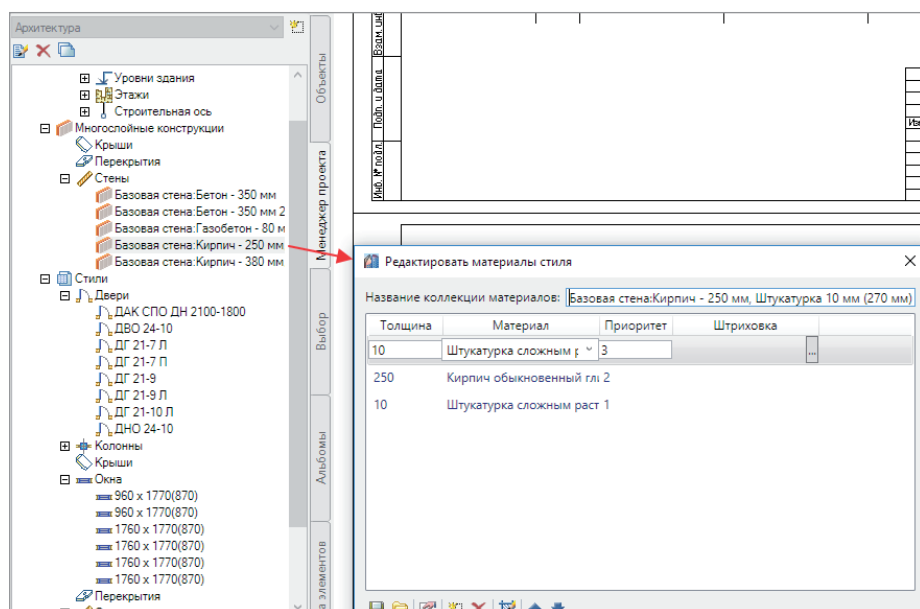 Архитектура
Уровни здания
Этажи
Строительная ось
Многослойные конструкции
Крыши
Перекрытия
Стены
Базовая стена:Бетон - 350 мм
Базовая стена:Бетон - 350 мм 2
Базовая стена:Газобетон - 80 м
Базовая стена:Кирпич - 250 мм
Базовая стена:Кирпич - 380 мм
Стили
Двери
ДАК СПО ДН 2100-1800
ДВО 24-10
ДГ 21-7 Л
ДГ 21-7 П
ДГ 21-9
ДГ 21-9 Л
ДГ 21-10 Л
ДНО 24-10
Колонны
Крыши
Окна
960 x 1770(870)
960 x 1770(870)
1760 x 1770(870)
1760 x 1770(870)
1760 x 1770(870)
1760 x 1770(870)
Перекрытия
Объекты
Менеджер проекта
Выбор
Альбомы
а элементов
Взам. инв
Подп. и дата
Инв. № подл.
Изм
Редактировать материалы стиля
Название коллекции материалов: Базовая стена:Кирпич - 250 мм, Штукатурка 10 мм (270 мм)
Толщина Материал Приоритет Штриховка
10 Штукатурка сложным р 3 ...
250 Кирпич обыкновенный гли 2
10 Штукатурка сложным раст 1